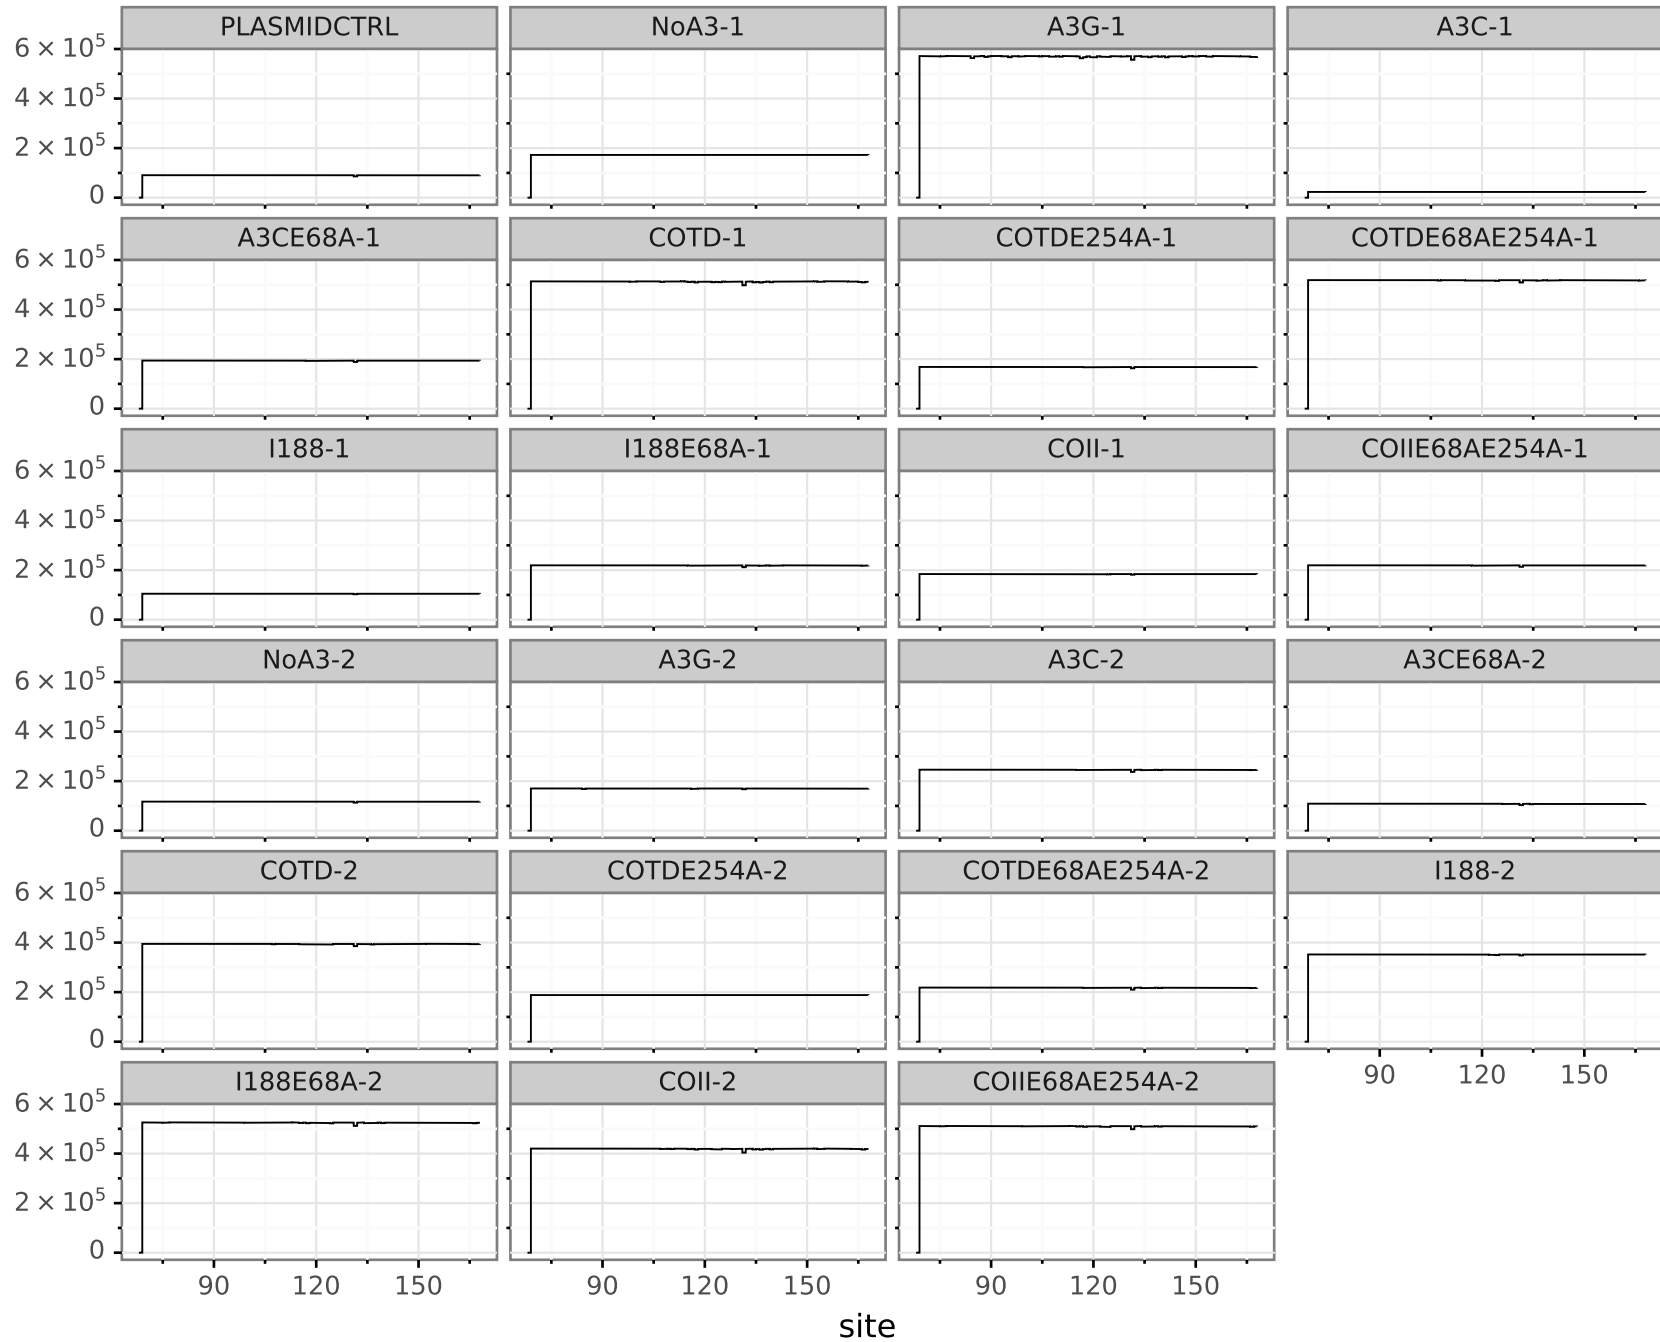 PLASMIDCTRL NoA3-1 A3G-1 A3C-1
6 × 10⁵
4 × 10⁵
2 × 10⁵
0
A3CE68A-1 COTD-1 COTDE254A-1 COTDE68AE254A-1
6 × 10⁵
4 × 10⁵
2 × 10⁵
0
I188-1 I188E68A-1 COII-1 COIIE68AE254A-1
6 × 10⁵
4 × 10⁵
2 × 10⁵
0
NoA3-2 A3G-2 A3C-2 A3CE68A-2
6 × 10⁵
4 × 10⁵
2 × 10⁵
0
COTD-2 COTDE254A-2 COTDE68AE254A-2 I188-2
6 × 10⁵
4 × 10⁵
2 × 10⁵
0
90 120 150
I188E68A-2 COII-2 COIIE68AE254A-2
6 × 10⁵
4 × 10⁵
2 × 10⁵
0
90 120 150 90 120 150 90 120 150
site